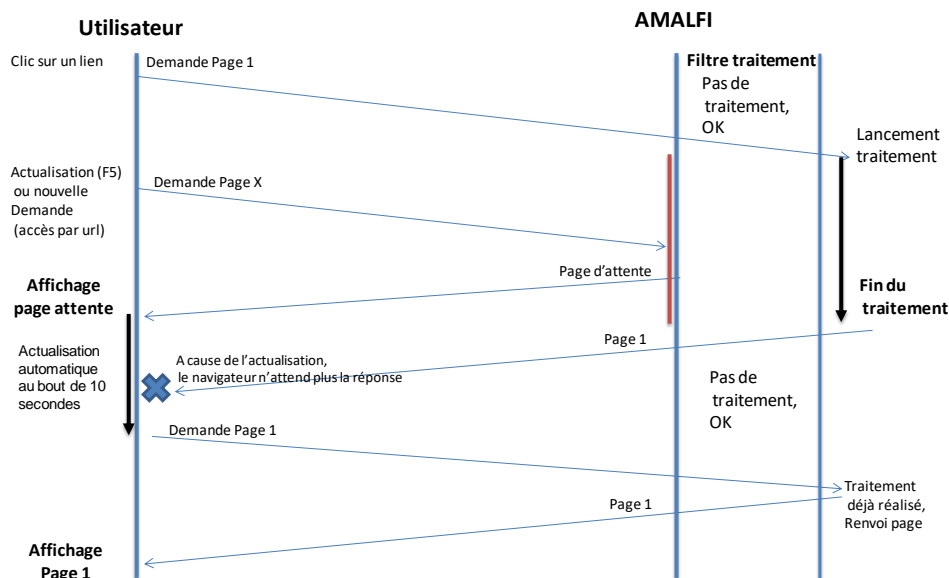 Utilisateur
AMALFI
Clic sur un lien
Demande Page 1
Filtre traitement
Pas de
traitement,
OK
Lancement
traitement
Actualisation (F5)
ou nouvelle
Demande
(accès par url)
Demande Page X
Page d'attente
Affichage
page attente
Fin du
traitement
Page 1
Actualisation
automatique
au bout de 10
secondes
A cause de l'actualisation,
le navigateur n'attend plus la réponse
Pas de
traitement,
OK
Demande Page 1
Traitement
déjà réalisé,
Renvoi page
Page 1
Affichage
Page 1